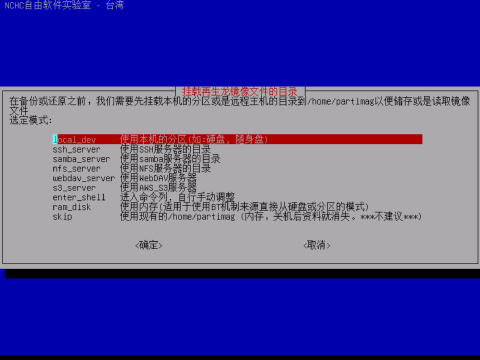 NCHC自由软件实验室 - 台湾
挂载再生龙镜像文件的目录
在备份或还原之前，我们需要先挂载本机的分区或是远程主机的目录到/home/partimag以便储存或是读取镜像
文件
选定模式:
local_dev 使用本机的分区(如:硬盘, 随身盘)
ssh_server 使用SSH服务器的目录
samba_server 使用samba服务器的目录
nfs_server 使用NFS服务器的目录
webdav_server 使用WebDAV服务器
s3_server 使用AWS_S3服务器
enter_shell 进入命令列，自行手动调整
ram_disk 使用内存(适用于使用BT机制来源直接从硬盘或分区的模式)
skip 使用现有的/home/partimag (内存，关机后资料就消失。***不建议***)
<确定> <取消>